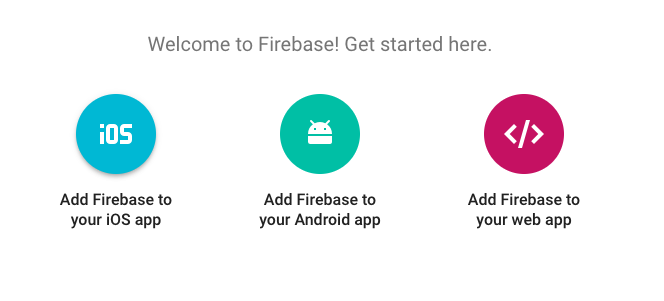 Welcome to Firebase! Get started here.
iOS
</>
Add Firebase to
your iOS app
Add Firebase to
your Android app
Add Firebase to
your web app